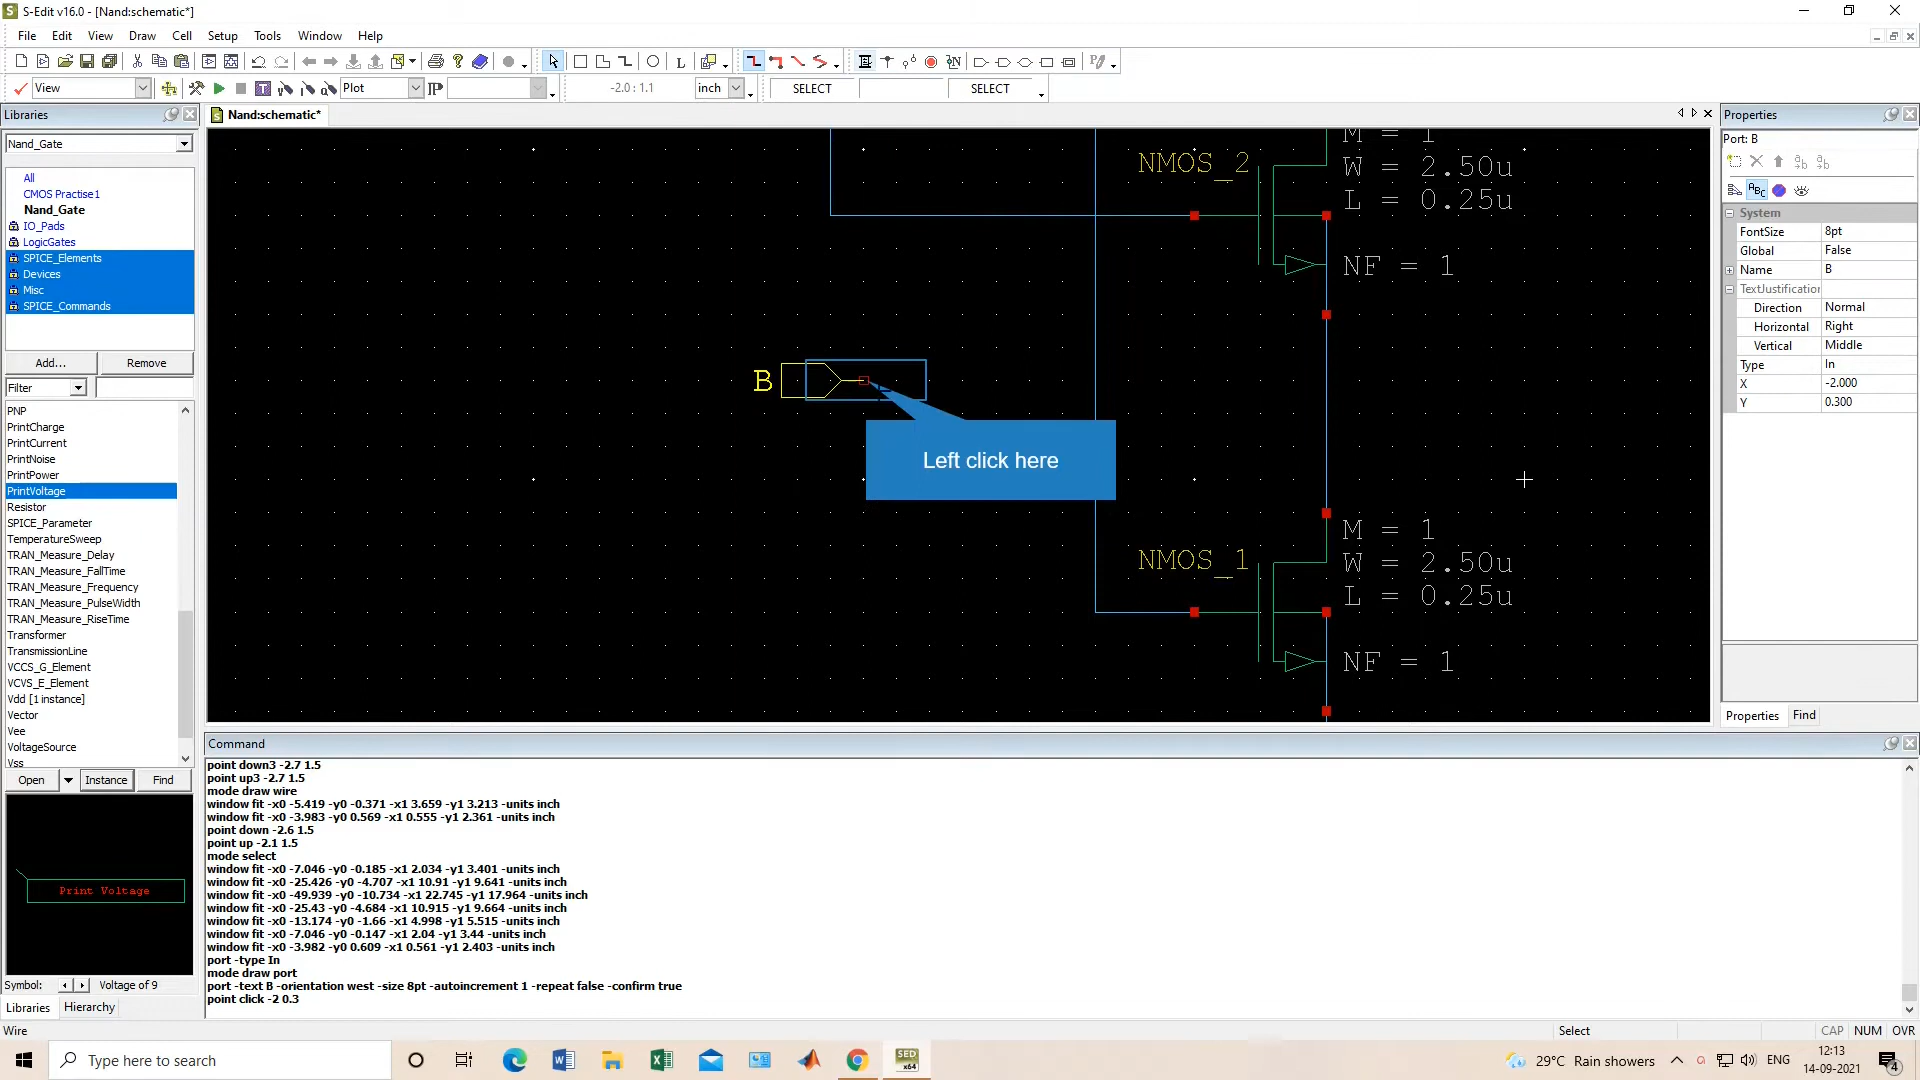 S-Edit v16.0 - [Nand:schematic*]
File Edit View Draw Cell Setup Tools Window Help
View Plot -2.0 : 1.1 inch SELECT SELECT
Libraries
Nand:schematic*
Properties
Nand_Gate
All
CMOS Practise1
Nand_Gate
IO_Pads
LogicGates
SPICE_Elements
Devices
Misc
SPICE_Commands
Add... Remove
Filter
PNP
PrintCharge
PrintCurrent
PrintNoise
PrintPower
PrintVoltage
Resistor
SPICE_Parameter
TemperatureSweep
TRAN_Measure_Delay
TRAN_Measure_FallTime
TRAN_Measure_Frequency
TRAN_Measure_PulseWidth
TRAN_Measure_RiseTime
Transformer
TransmissionLine
VCCS_G_Element
VCVS_E_Element
Vdd [1 instance]
Vector
Vee
VoltageSource
Vss
Open Instance Find
Print Voltage
Symbol: Voltage of 9
Libraries Hierarchy
M = 1
NMOS_2
W = 2.50u
L = 0.25u
NF = 1
B
Left click here
M = 1
NMOS_1
W = 2.50u
L = 0.25u
NF = 1
Port: B
System
FontSize 8pt
Global False
Name B
TextJustification
Direction Normal
Horizontal Right
Vertical Middle
Type In
X -2.000
Y 0.300
Properties Find
Command
point down3 -2.7 1.5
point up3 -2.7 1.5
mode draw wire
window fit -x0 -5.419 -y0 -0.371 -x1 3.659 -y1 3.213 -units inch
window fit -x0 -3.983 -y0 0.569 -x1 0.555 -y1 2.361 -units inch
point down -2.6 1.5
point up -2.1 1.5
mode select
window fit -x0 -7.046 -y0 -0.185 -x1 2.034 -y1 3.401 -units inch
window fit -x0 -25.426 -y0 -4.707 -x1 10.91 -y1 9.641 -units inch
window fit -x0 -49.939 -y0 -10.734 -x1 22.745 -y1 17.964 -units inch
window fit -x0 -25.43 -y0 -4.684 -x1 10.915 -y1 9.664 -units inch
window fit -x0 -13.174 -y0 -1.66 -x1 4.998 -y1 5.515 -units inch
window fit -x0 -7.046 -y0 -0.147 -x1 2.04 -y1 3.44 -units inch
window fit -x0 -3.982 -y0 0.609 -x1 0.561 -y1 2.403 -units inch
port -type In
mode draw port
port -text B -orientation west -size 8pt -autoincrement 1 -repeat false -confirm true
point click -2 0.3
Wire Select CAP NUM OVR
Type here to search
29°C Rain showers ENG
12:13
14-09-2021
4